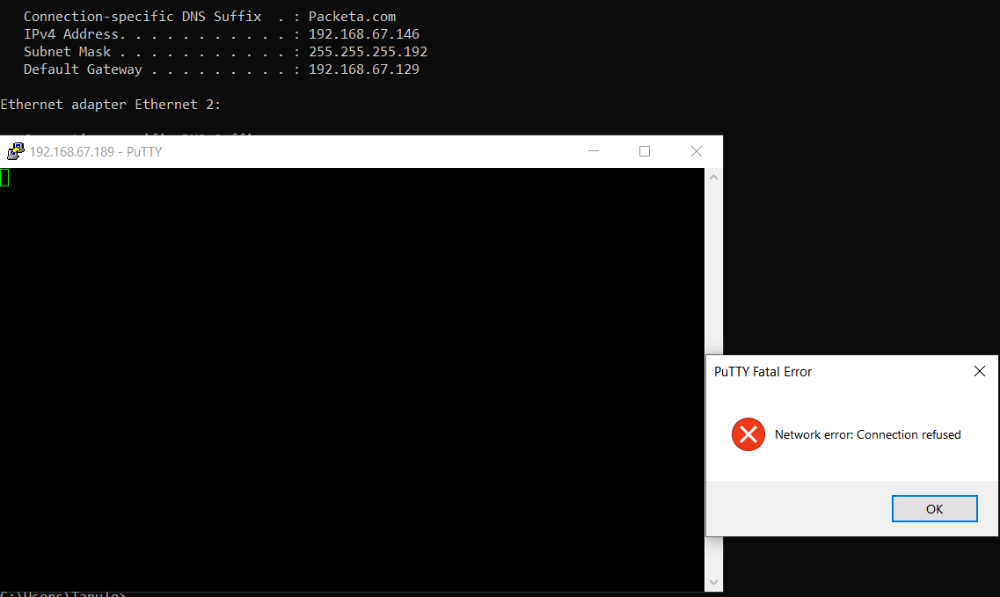 Connection-specific DNS Suffix  . : Packeta.com
IPv4 Address. . . . . . . . . . . : 192.168.67.146
Subnet Mask . . . . . . . . . . . : 255.255.255.192
Default Gateway . . . . . . . . . : 192.168.67.129
Ethernet adapter Ethernet 2:
192.168.67.189 - PuTTY
PuTTY Fatal Error
Network error: Connection refused
OK